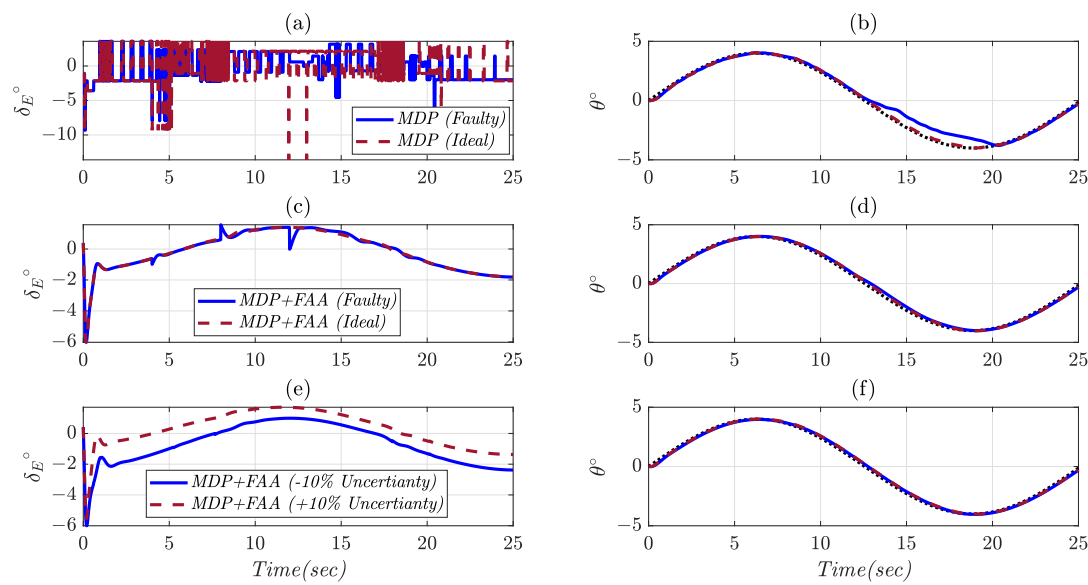 (a)
0
−5
−10
δE°
MDP (Faulty)
MDP (Ideal)
0 5 10 15 20 25
(b)
5
0
−5
θ°
0 5 10 15 20 25
(c)
0
−2
−4
−6
δE°
MDP+FAA (Faulty)
MDP+FAA (Ideal)
0 5 10 15 20 25
(d)
5
0
−5
θ°
0 5 10 15 20 25
(e)
0
−2
−4
−6
δE°
MDP+FAA (-10% Uncertianty)
MDP+FAA (+10% Uncertianty)
0 5 10 15 20 25
Time(sec)
(f)
5
0
−5
θ°
0 5 10 15 20 25
Time(sec)